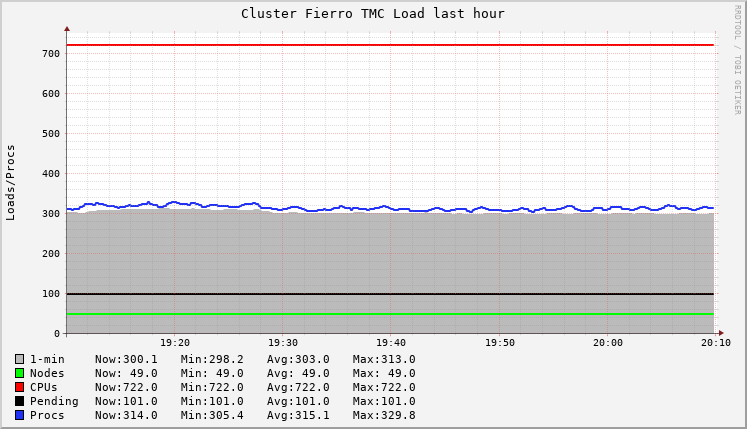 Cluster Fierro TMC Load last hour
RRDTOOL / TOBI OETIKER
Loads/Procs
700
600
500
400
300
200
100
0
19:20 19:30 19:40 19:50 20:00 20:10
1-min Now:300.1 Min:298.2 Avg:303.0 Max:313.0
Nodes Now: 49.0 Min: 49.0 Avg: 49.0 Max: 49.0
CPUs Now:722.0 Min:722.0 Avg:722.0 Max:722.0
Pending Now:101.0 Min:101.0 Avg:101.0 Max:101.0
Procs Now:314.0 Min:305.4 Avg:315.1 Max:329.8